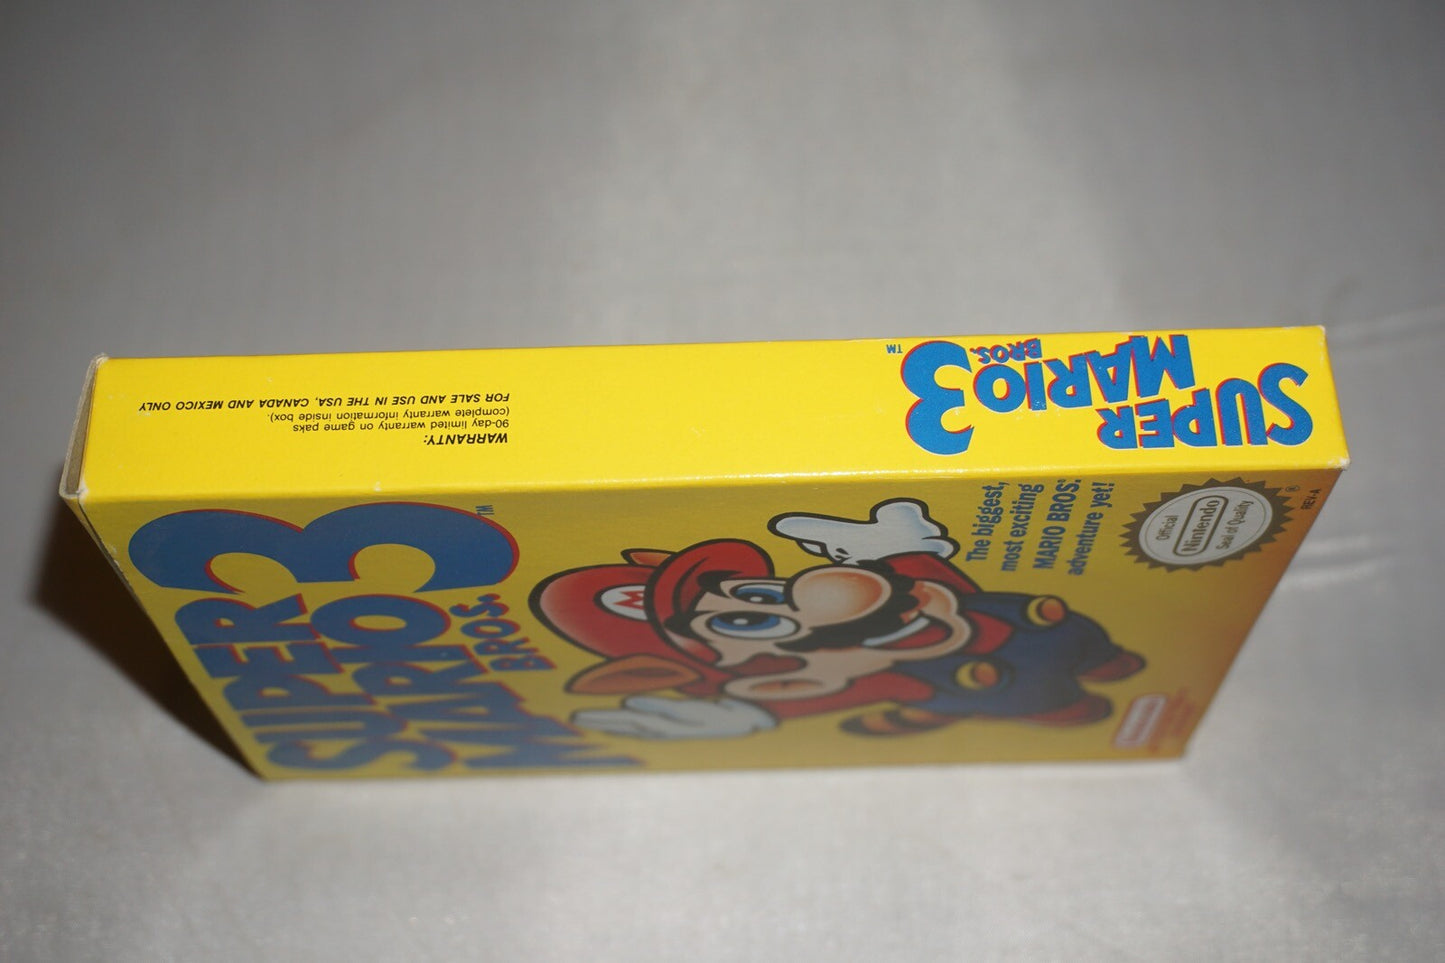 SUPER
MARIO
BROS.
3
TM
WARRANTY:
90-day limited warranty on game paks
(complete warranty information inside box).
FOR SALE AND USE IN THE USA, CANADA AND MEXICO ONLY
SUPER
MARIO
BROS.
3
TM
M
The biggest,
most exciting
MARIO BROS.
adventure yet!
Official
Nintendo
Seal of Quality
®
REV-A